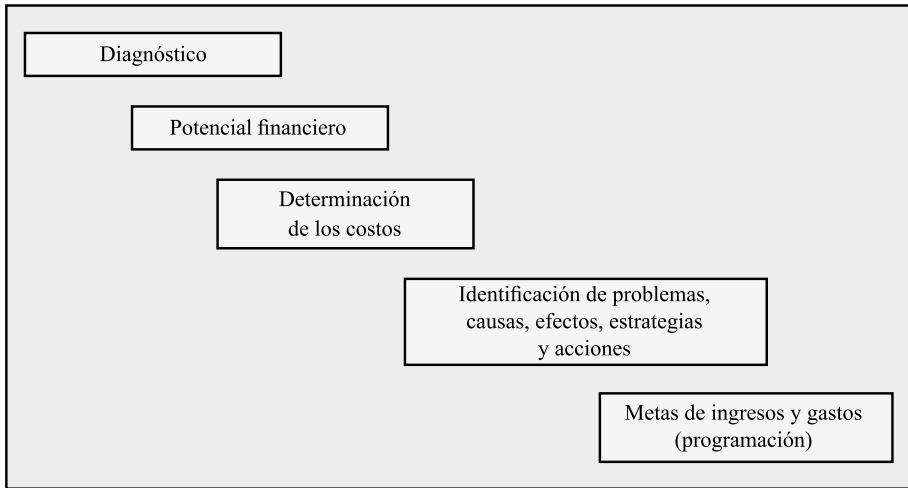 Diagnóstico
Potencial financiero
Determinación
de los costos
Identificación de problemas,
causas, efectos, estrategias
y acciones
Metas de ingresos y gastos
(programación)